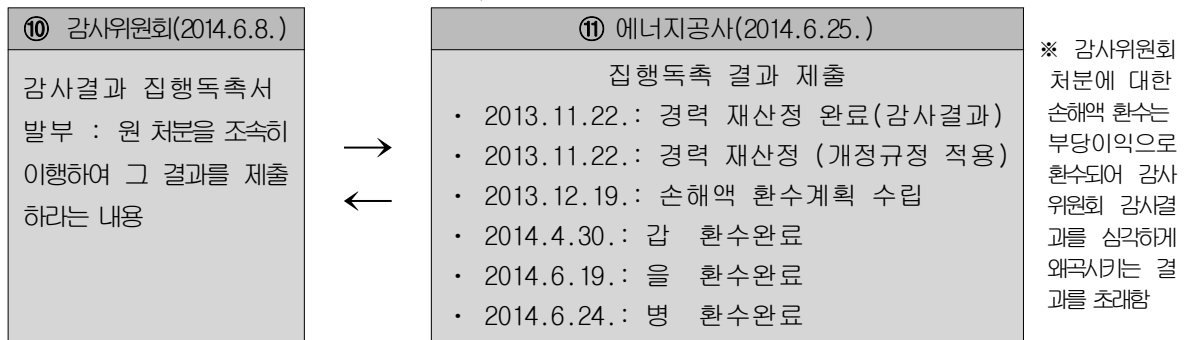 ⑩ 감사위원회(2014.6.8.)
감사결과 집행독촉서
발부 : 원 처분을 조속히
이행하여 그 결과를 제출
하라는 내용
→
←
⑪ 에너지공사(2014.6.25.)
집행독촉 결과 제출
· 2013.11.22.: 경력 재산정 완료(감사결과)
· 2013.11.22.: 경력 재산정 (개정규정 적용)
· 2013.12.19.: 손해액 환수계획 수립
· 2014.4.30.: 갑 환수완료
· 2014.6.19.: 을 환수완료
· 2014.6.24.: 병 환수완료
※ 감사위원회
처분에 대한
손해액 환수는
부당이익으로
환수되어 감사
위원회 감사결
과를 심각하게
왜곡시키는 결
과를 초래함